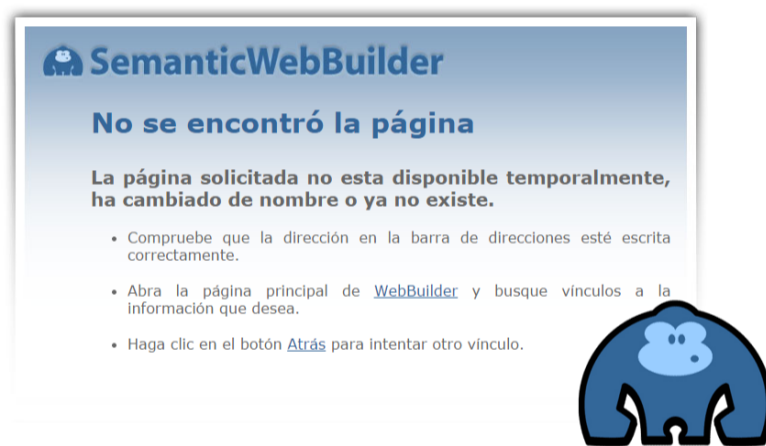 SemanticWebBuilder
No se encontró la página
La página solicitada no esta disponible temporalmente,
ha cambiado de nombre o ya no existe.
• Compruebe que la dirección en la barra de direcciones esté escrita
correctamente.
• Abra la página principal de WebBuilder y busque vínculos a la
información que desea.
• Haga clic en el botón Atrás para intentar otro vínculo.